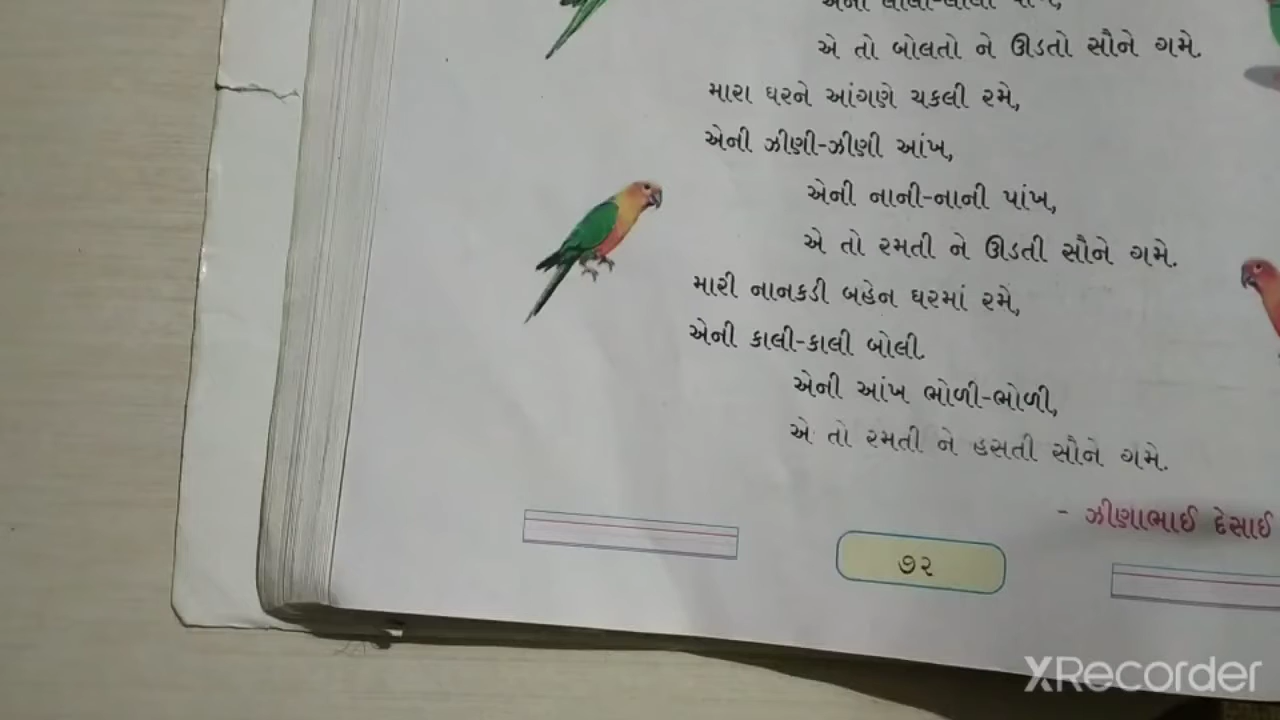 એ તો બોલતો ને ઊડતો સૌને ગમે.
મારા ઘરને આંગણે ચકલી રમે,
એની ઝીણી-ઝીણી આંખ,
એની નાની-નાની પાંખ,
એ તો રમતી ને ઊડતી સૌને ગમે.
મારી નાનકડી બહેન ઘરમાં રમે,
એની કાલી-કાલી બોલી.
એની આંખ ભોળી-ભોળી,
એ તો રમતી ને હસતી સૌને ગમે.
- ઝીણાભાઈ દેસાઈ
૭૨
XRecorder